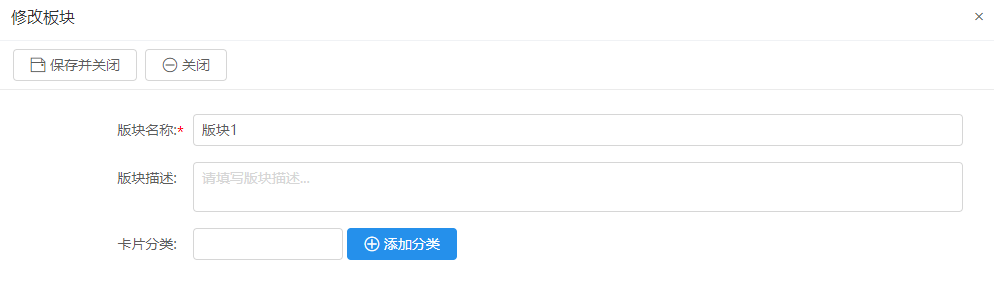 修改板块
×
保存并关闭 关闭
版块名称:* 版块1
版块描述: 请填写版块描述...
卡片分类: 添加分类